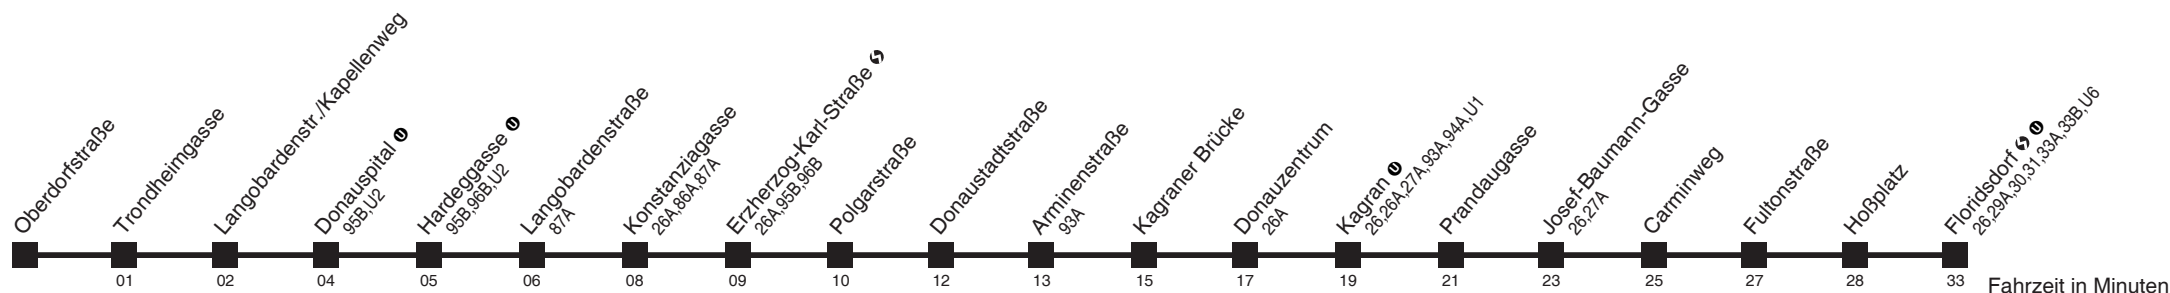 Oberdorfstraße
Trondheimgasse
01
Langobardenstr./Kapellenweg
02
Donauspital U
95B,U2
04
Hardeggasse U
95B,96B,U2
05
Langobardenstraße
87A
06
Konstanziagasse
26A,86A,87A
08
Erzherzog-Karl-Straße S
26A,95B,96B
09
Polgarstraße
10
Donaustadtstraße
12
Arminenstraße
93A
13
Kagraner Brücke
15
Donauzentrum
26A
17
Kagran U
26,26A,27A,93A,94A,U1
19
Prandaugasse
21
Josef-Baumann-Gasse
26,27A
23
Carminweg
25
Fultonstraße
27
Hoßplatz
28
Floridsdorf S U
26,29A,30,31,33A,33B,U6
33
Fahrzeit in Minuten